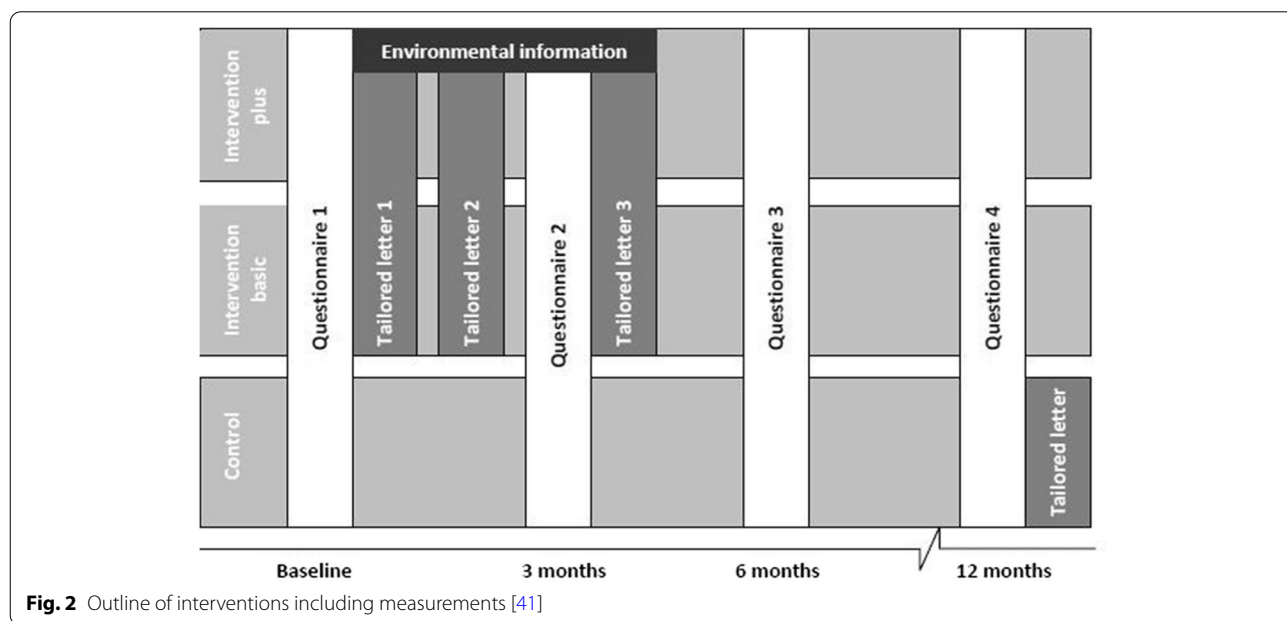 Environmental information
Intervention
plus
Intervention
basic
Control
Questionnaire 1
Tailored letter 1
Tailored letter 2
Questionnaire 2
Tailored letter 3
Questionnaire 3
Questionnaire 4
Tailored letter
Baseline
3 months
6 months
12 months
Fig. 2 Outline of interventions including measurements [41]